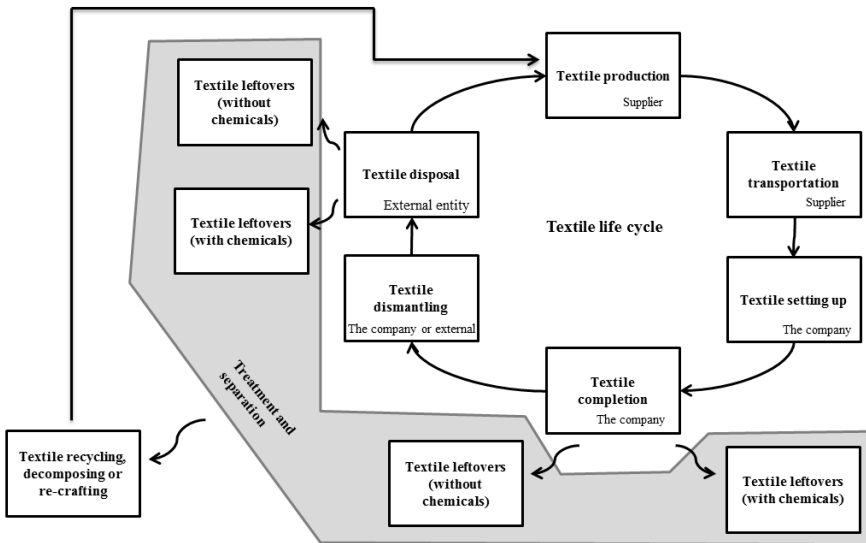 Textile production
Supplier
Textile leftovers
(without
chemicals)
Textile disposal
External entity
Textile
transportation
Supplier
Textile leftovers
(with chemicals)
Textile life cycle
Textile
dismantling
The company or external
Textile setting up
The company
Textile
completion
The company
Treatment and
separation
Textile recycling,
decomposing or
re-crafting
Textile leftovers
(without
chemicals)
Textile leftovers
(with chemicals)